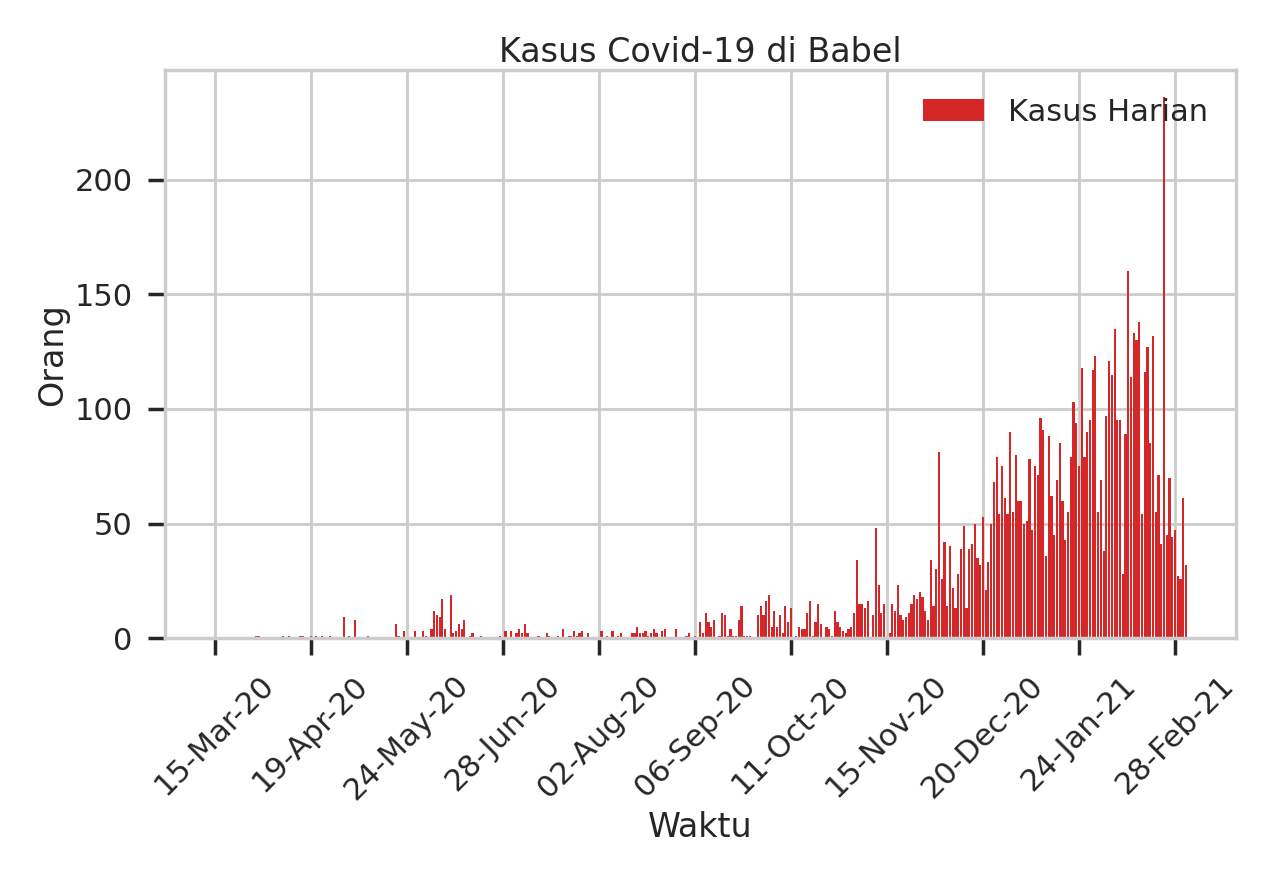 Kasus Covid-19 di Babel
Kasus Harian
Orang
200
150
100
50
0
15-Mar-20
19-Apr-20
24-May-20
28-Jun-20
02-Aug-20
06-Sep-20
11-Oct-20
15-Nov-20
20-Dec-20
24-Jan-21
28-Feb-21
Waktu